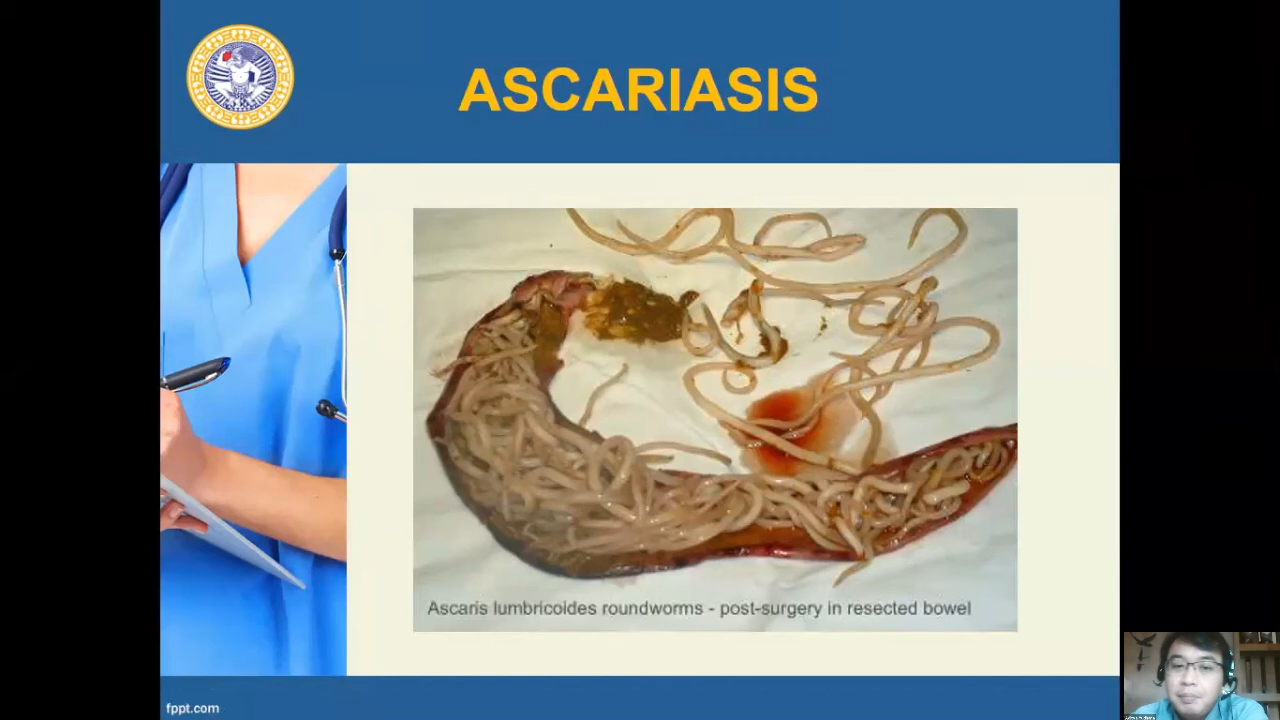 ASCARIASIS
Ascaris lumbricoides roundworms - post-surgery in resected bowel
fppt.com